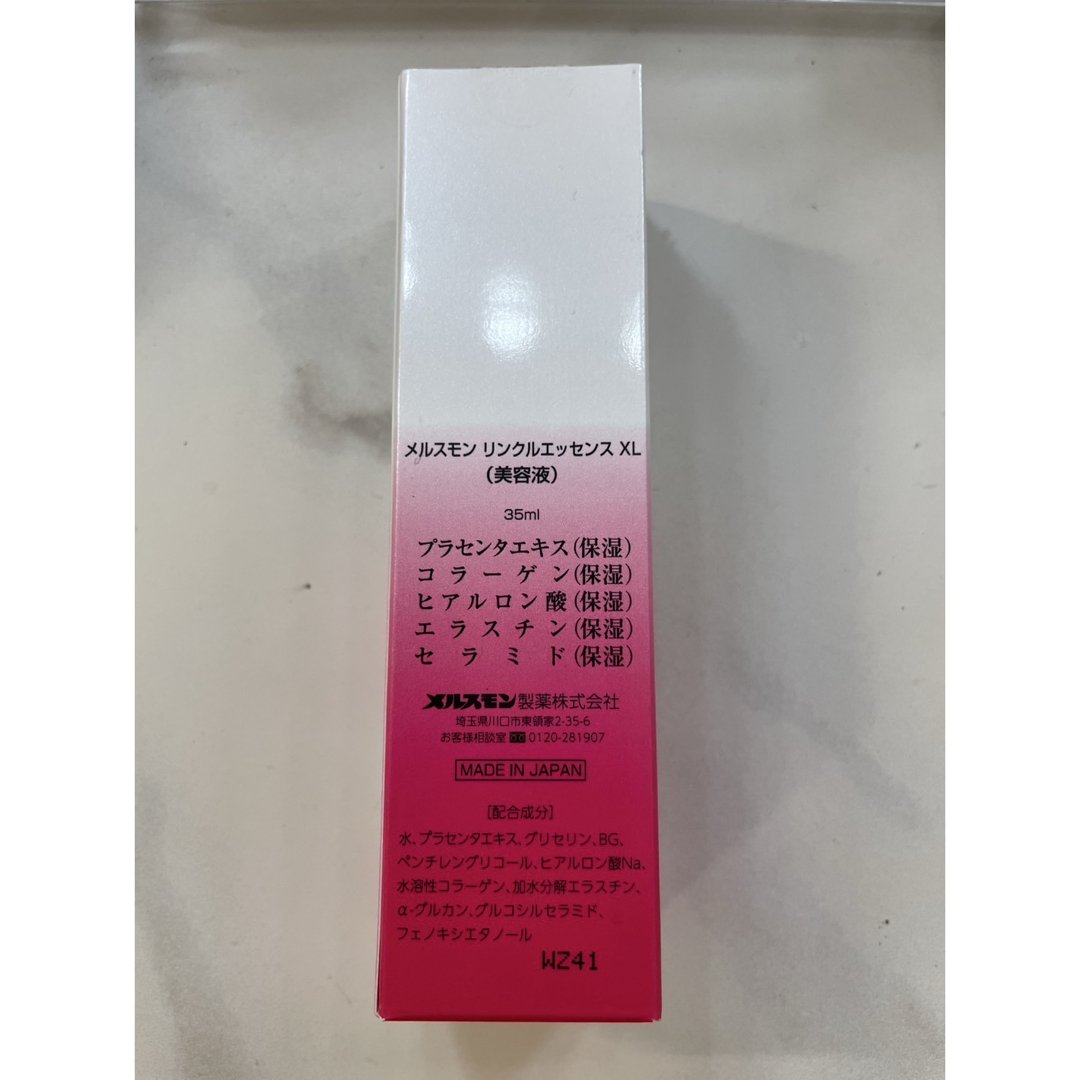 メルスモン リンクルエッセンス XL
（美容液）
35ml
プラセンタエキス(保湿)
コラーゲン(保湿)
ヒアルロン酸(保湿)
エラスチン(保湿)
セラミド(保湿)
メルスモン製薬株式会社
埼玉県川口市東領家2-35-6
お客様相談室 0120-281907
MADE IN JAPAN
[配合成分]
水、プラセンタエキス、グリセリン、BG、
ペンチレングリコール、ヒアルロン酸Na、
水溶性コラーゲン、加水分解エラスチン、
α-グルカン、グルコシルセラミド、
フェノキシエタノール
WZ41